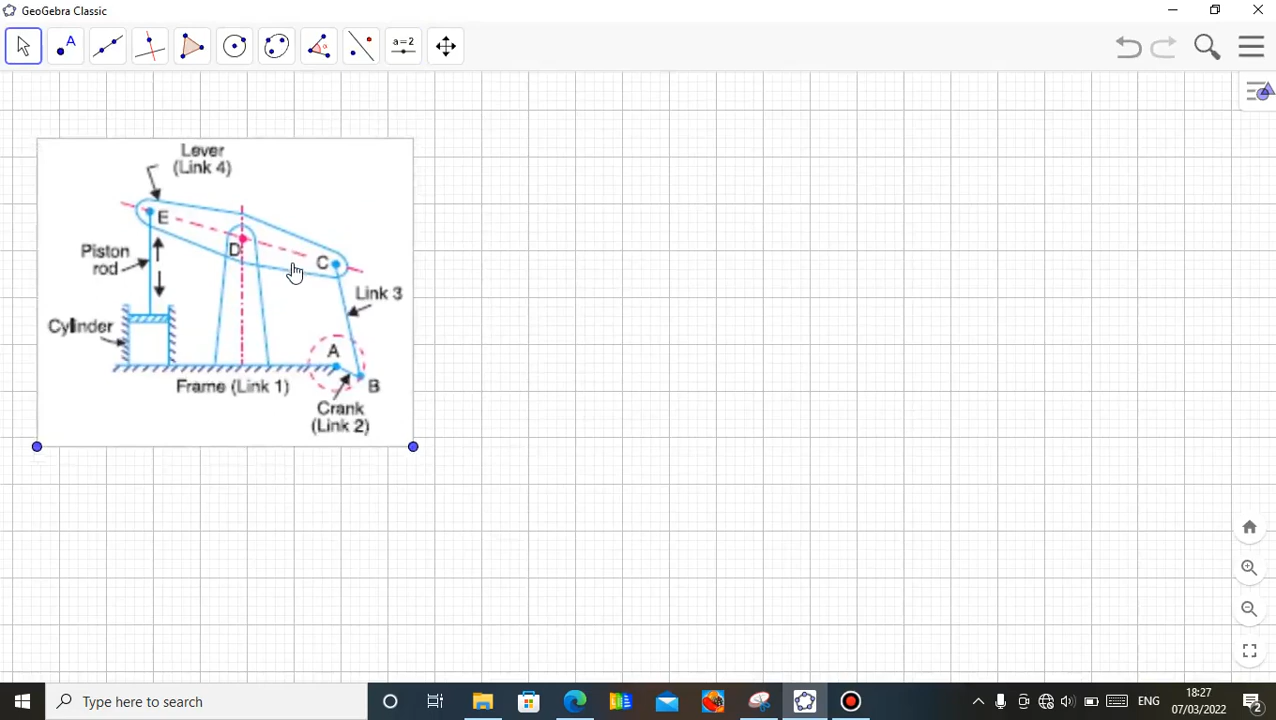 GeoGebra Classic
A
a=2
Lever
(Link 4)
E
Piston
rod
D
C
Link 3
Cylinder
A
Frame (Link 1)
B
Crank
(Link 2)
Type here to search
ENG
18:27
07/03/2022
2